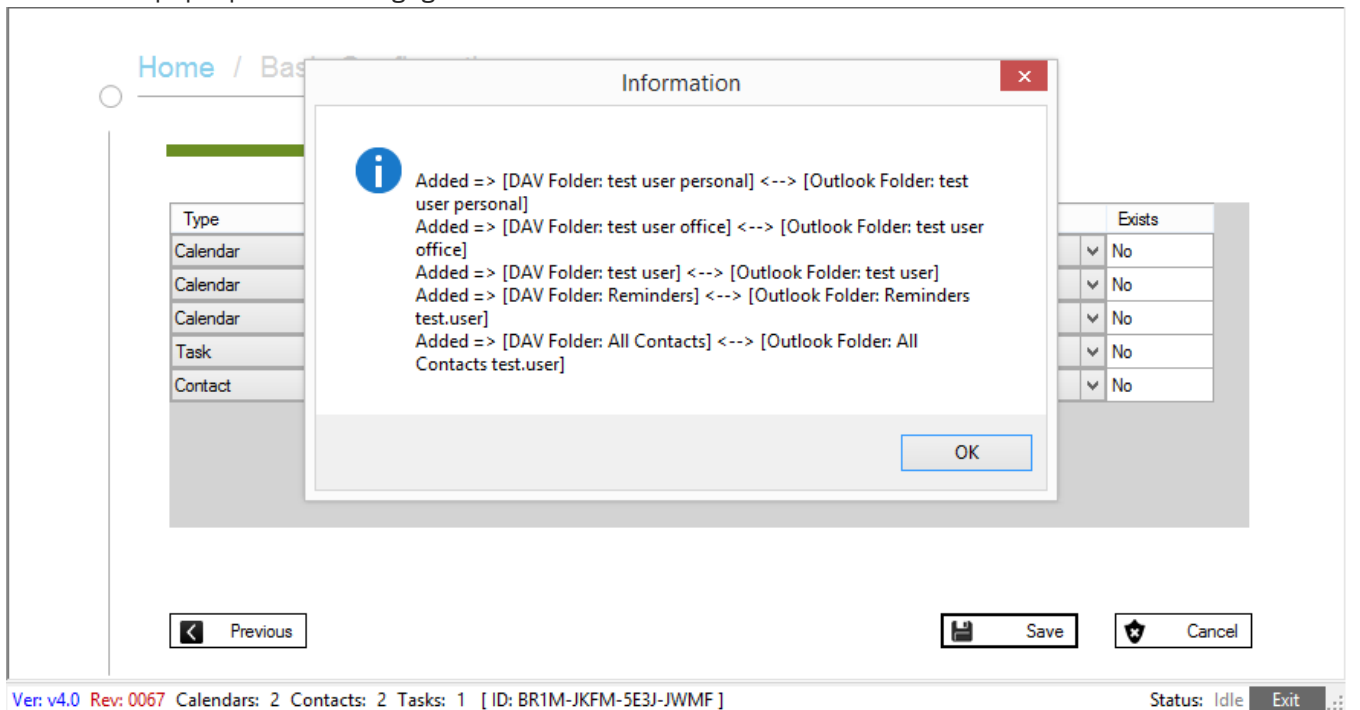 Home / Bas
Information
Added => [DAV Folder: test user personal] <--> [Outlook Folder: test
user personal]
Added => [DAV Folder: test user office] <--> [Outlook Folder: test user
office]
Added => [DAV Folder: test user] <--> [Outlook Folder: test user]
Added => [DAV Folder: Reminders] <--> [Outlook Folder: Reminders
test.user]
Added => [DAV Folder: All Contacts] <--> [Outlook Folder: All
Contacts test.user]
OK
Type Exists
Calendar No
Calendar No
Calendar No
Task No
Contact No
Previous Save Cancel
Ver: v4.0 Rev: 0067 Calendars: 2 Contacts: 2 Tasks: 1 [ ID: BR1M-JKFM-5E3J-JWMF ] Status: Idle Exit